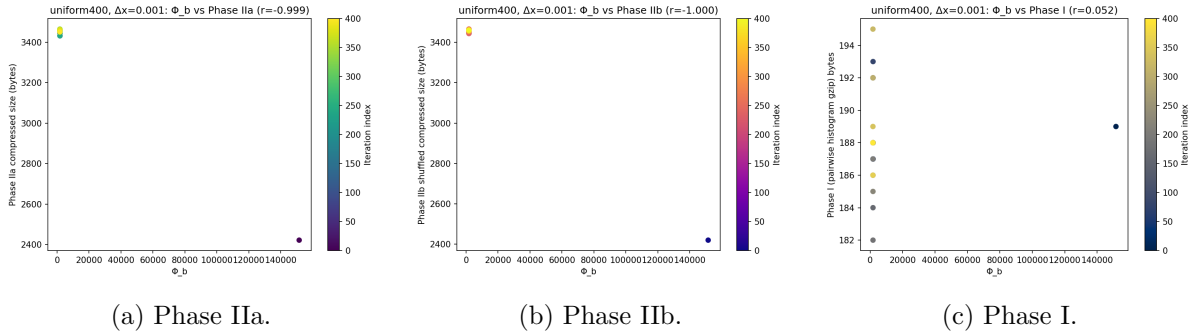 uniform400, Δx=0.001: Φ_b vs Phase IIa (r=-0.999)
3400
3200
3000
2800
2600
2400
Phase IIa compressed size (bytes)
0 20000 40000 60000 80000 100000 120000 140000
Φ_b
400
350
300
250
200
150
100
50
0
Iteration index
(a) Phase IIa.
uniform400, Δx=0.001: Φ_b vs Phase IIb (r=-1.000)
3400
3200
3000
2800
2600
2400
Phase IIb shuffled compressed size (bytes)
0 20000 40000 60000 80000 100000 120000 140000
Φ_b
400
350
300
250
200
150
100
50
0
Iteration index
(b) Phase IIb.
uniform400, Δx=0.001: Φ_b vs Phase I (r=0.052)
194
192
190
188
186
184
182
Phase I (pairwise histogram gzip) bytes
0 20000 40000 60000 80000 100000 120000 140000
Φ_b
400
350
300
250
200
150
100
50
0
Iteration index
(c) Phase I.